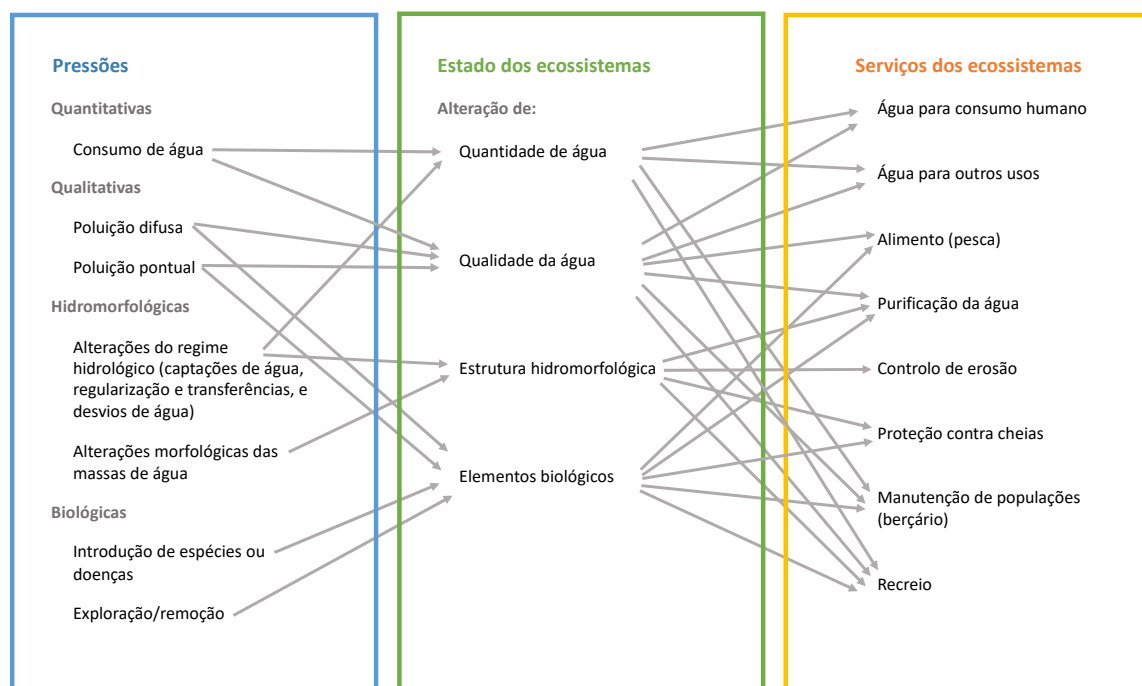 Pressões
Quantitativas
Consumo de água
Qualitativas
Poluição difusa
Poluição pontual
Hidromorfológicas
Alterações do regime
hidrológico (captações de água,
regularização e transferências, e
desvios de água)
Alterações morfológicas das
massas de água
Biológicas
Introdução de espécies ou
doenças
Exploração/remoção
Estado dos ecossistemas
Alteração de:
Quantidade de água
Qualidade da água
Estrutura hidromorfológica
Elementos biológicos
Serviços dos ecossistemas
Água para consumo humano
Água para outros usos
Alimento (pesca)
Purificação da água
Controlo de erosão
Proteção contra cheias
Manutenção de populações
(berçário)
Recreio